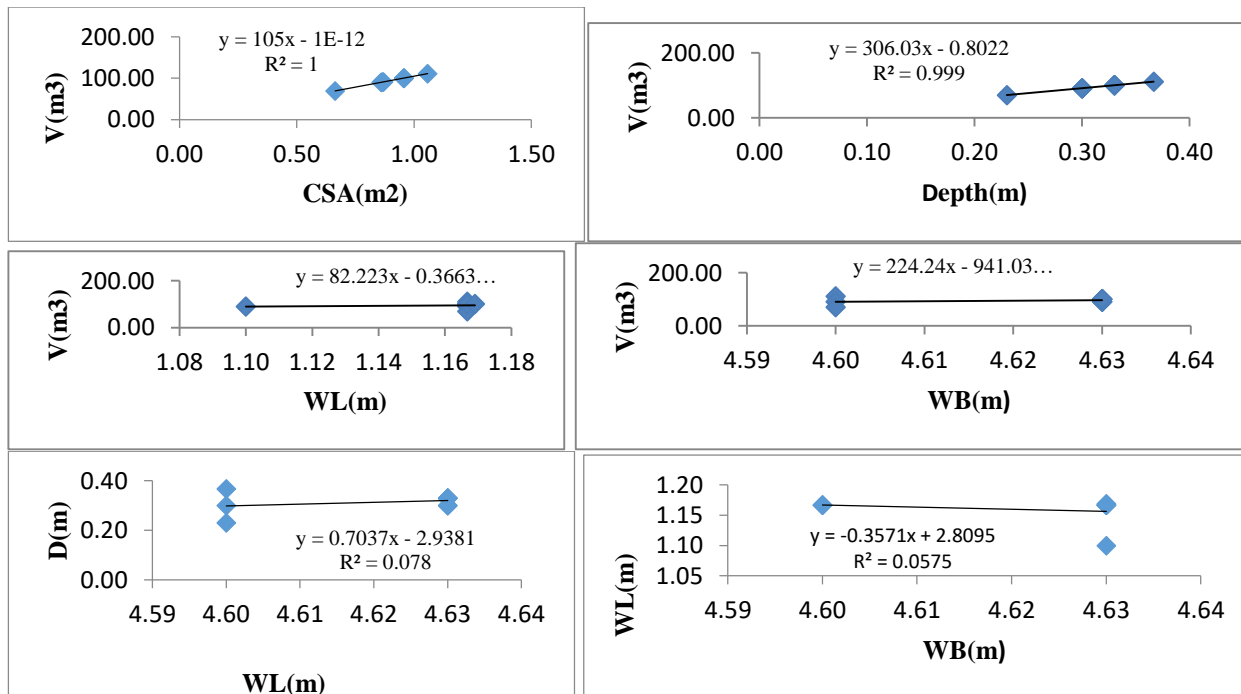 V(m3)
200.00
100.00
0.00
y = 105x - 1E-12
R² = 1
0.00 0.50 1.00 1.50
CSA(m2)
V(m3)
200.00
0.00
y = 306.03x - 0.8022
R² = 0.999
0.00 0.10 0.20 0.30 0.40
Depth(m)
V(m3)
200.00
0.00
y = 82.223x - 0.3663…
1.08 1.10 1.12 1.14 1.16 1.18
WL(m)
V(m3)
200.00
0.00
y = 224.24x - 941.03…
4.59 4.60 4.61 4.62 4.63 4.64
WB(m)
D(m)
0.40
0.20
0.00
y = 0.7037x - 2.9381
R² = 0.078
4.59 4.60 4.61 4.62 4.63 4.64
WL(m)
WL(m)
1.20
1.15
1.10
1.05
y = -0.3571x + 2.8095
R² = 0.0575
4.59 4.60 4.61 4.62 4.63 4.64
WB(m)